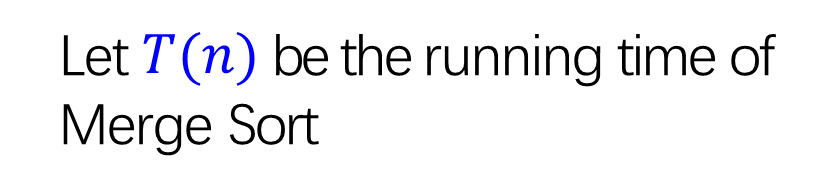 Let T(n) be the running time of
Merge Sort